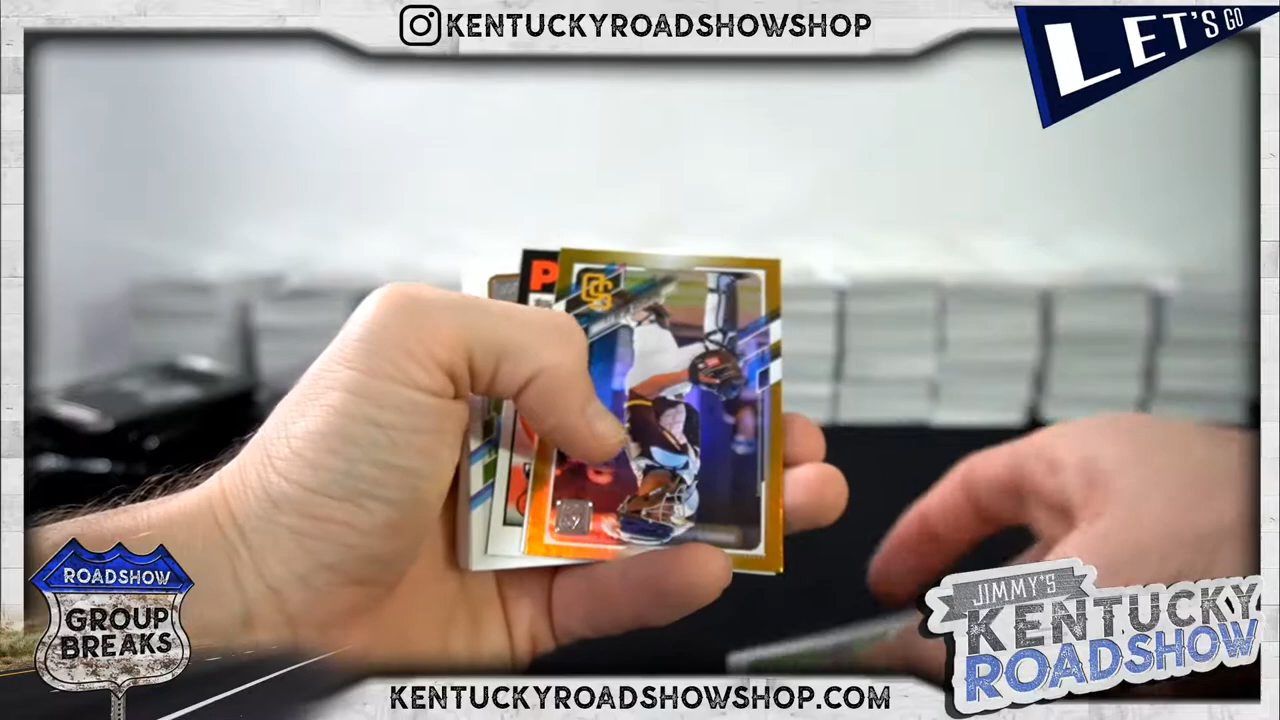 KENTUCKYROADSHOWSHOP
LET'S GO
P
ROADSHOW
GROUP
BREAKS
JIMMY'S
KENTUCKY
ROADSHOW
KENTUCKYROADSHOWSHOP.COM